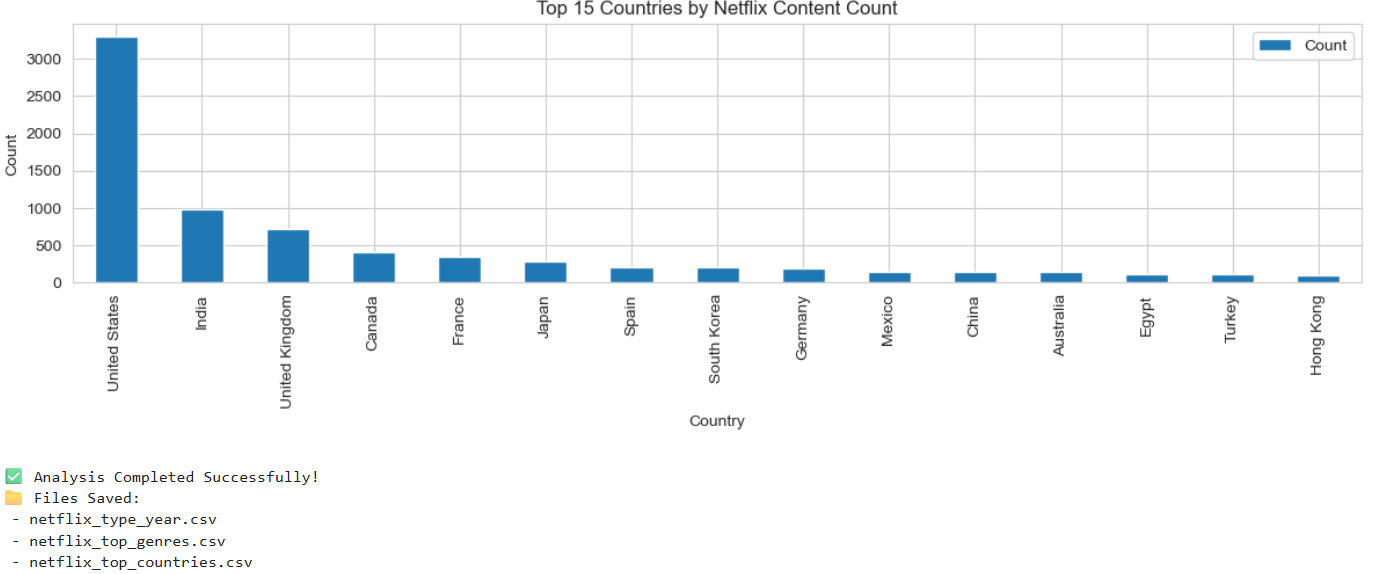 Top 15 Countries by Netflix Content Count
Count
3000
2500
2000
1500
1000
500
0
Count
United States
India
United Kingdom
Canada
France
Japan
Spain
South Korea
Germany
Mexico
China
Australia
Egypt
Turkey
Hong Kong
Country
✅ Analysis Completed Successfully!
📁 Files Saved:
- netflix_type_year.csv
- netflix_top_genres.csv
- netflix_top_countries.csv